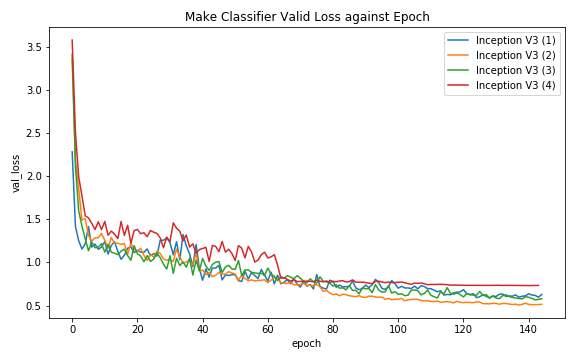 Make Classifier Valid Loss against Epoch
Inception V3 (1)
Inception V3 (2)
Inception V3 (3)
Inception V3 (4)
val_loss
3.5
3.0
2.5
2.0
1.5
1.0
0.5
0 20 40 60 80 100 120 140
epoch